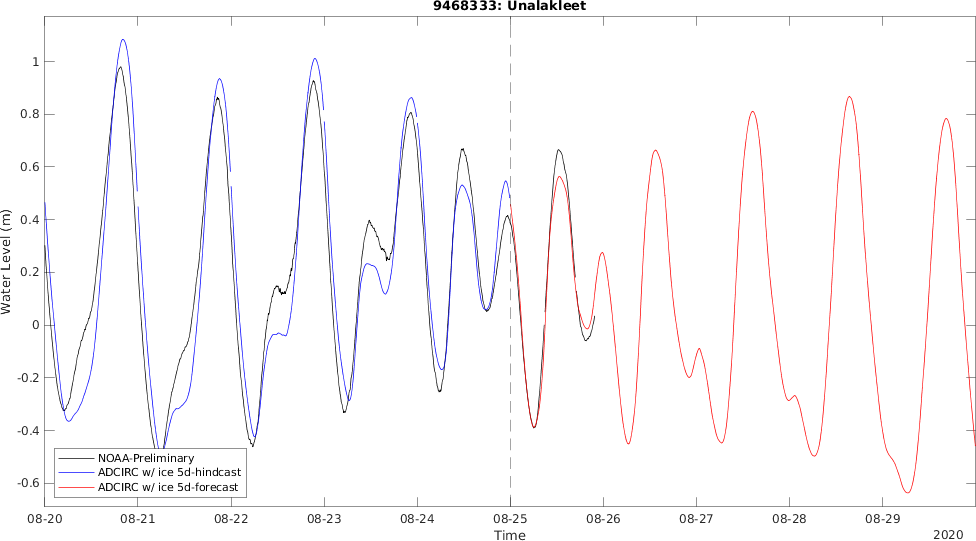 9468333: Unalakleet
Water Level (m)
1
0.8
0.6
0.4
0.2
0
-0.2
-0.4
-0.6
NOAA-Preliminary
ADCIRC w/ ice 5d-hindcast
ADCIRC w/ ice 5d-forecast
08-20 08-21 08-22 08-23 08-24 08-25 08-26 08-27 08-28 08-29
Time
2020